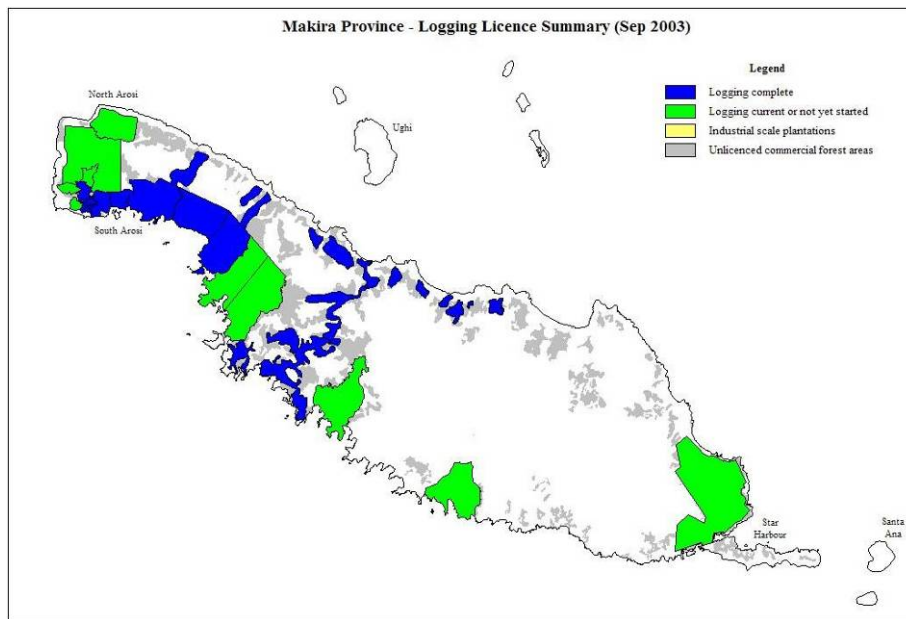 Makira Province - Logging Licence Summary (Sep 2003)
Legend
Logging complete
Logging current or not yet started
Industrial scale plantations
Unlicenced commercial forest areas
North Arosi
Ughi
South Arosi
Star
Harbour
Santa
Ana